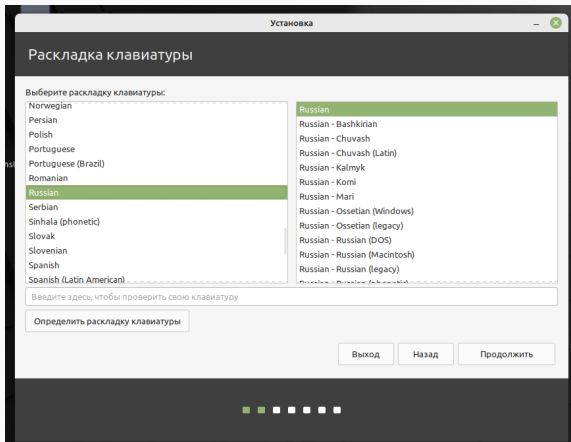 Установка
Раскладка клавиатуры
Выберите раскладку клавиатуры:
Norwegian
Persian
Polish
Portuguese
Portuguese (Brazil)
Romanian
Russian
Serbian
Sinhala (phonetic)
Slovak
Slovenian
Spanish
Spanish (Latin American)
Russian
Russian - Bashkirian
Russian - Chuvash
Russian - Chuvash (Latin)
Russian - Kalmyk
Russian - Komi
Russian - Mari
Russian - Ossetian (Windows)
Russian - Ossetian (legacy)
Russian - Russian (DOS)
Russian - Russian (Macintosh)
Russian - Russian (legacy)
Russian - Russian (phonetic)
Введите здесь, чтобы проверить свою клавиатуру
Определить раскладку клавиатуры
Выход
Назад
Продолжить